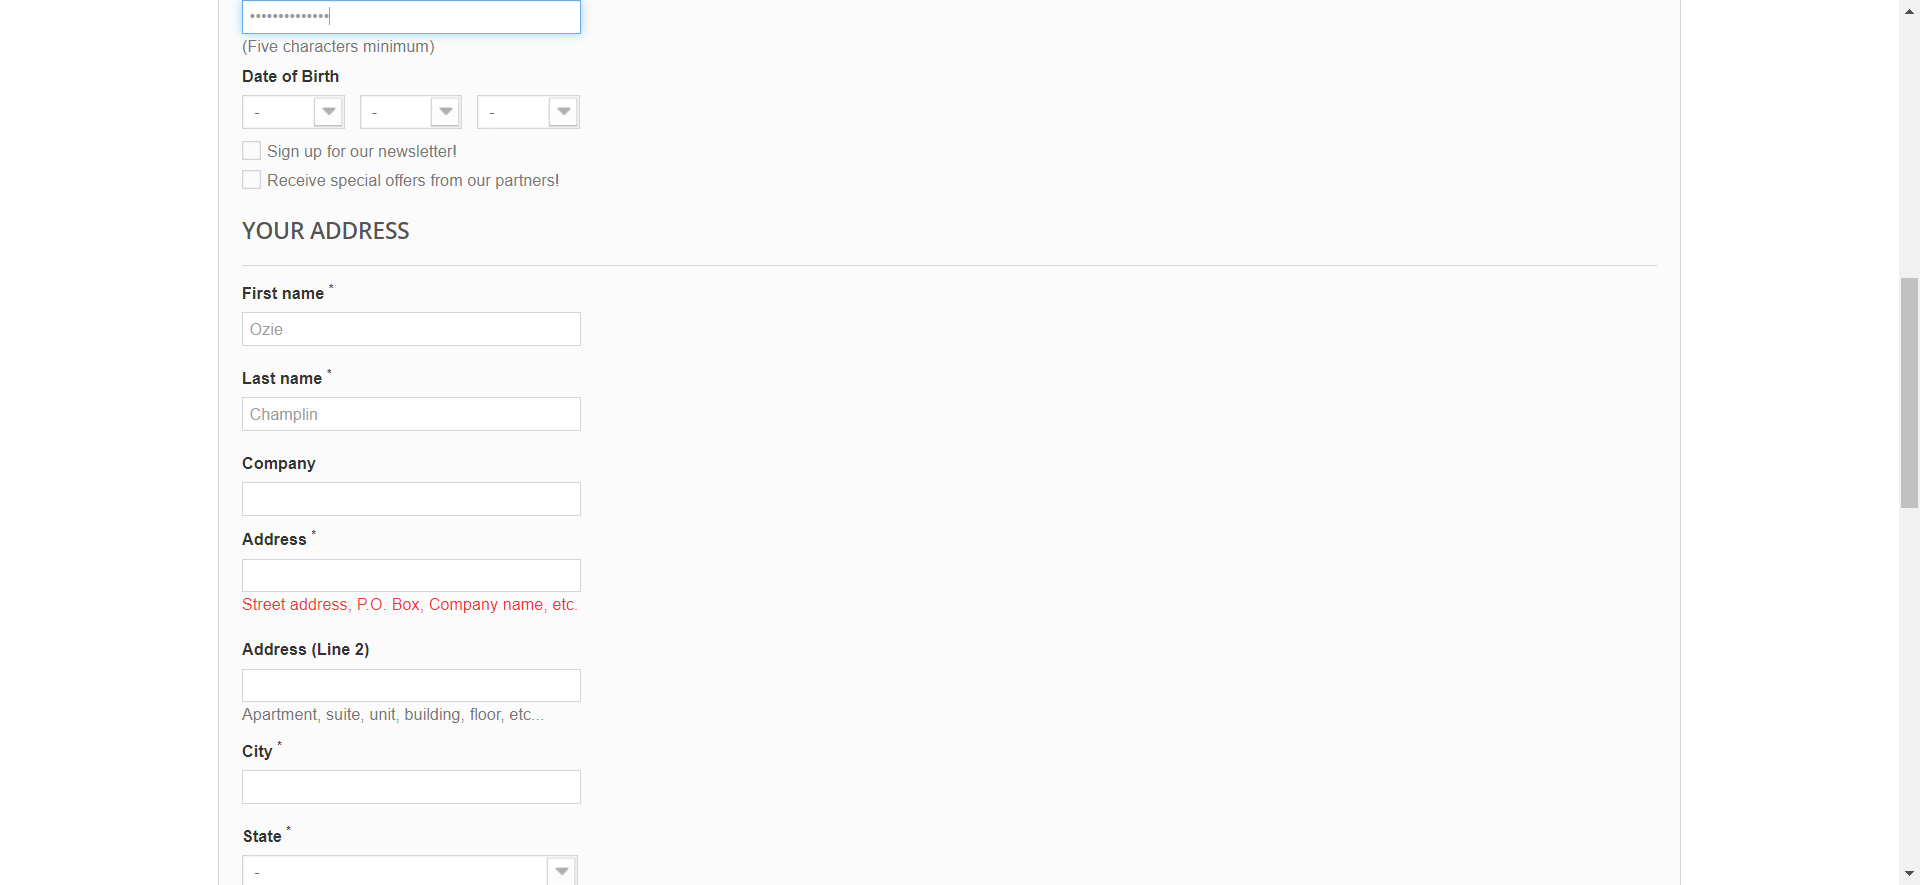 ••••••••••••••
(Five characters minimum)
Date of Birth
- - -
Sign up for our newsletter!
Receive special offers from our partners!
YOUR ADDRESS
First name *
Ozie
Last name *
Champlin
Company
Address *
Street address, P.O. Box, Company name, etc.
Address (Line 2)
Apartment, suite, unit, building, floor, etc...
City *
State *
-